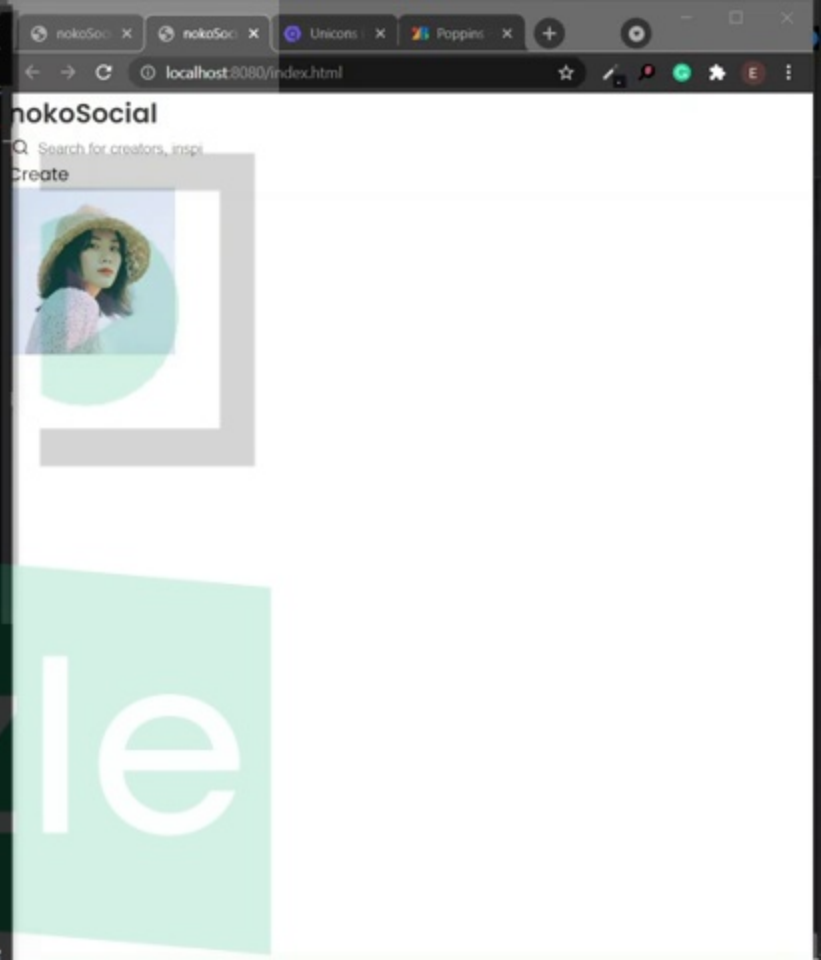 nokoSoc nokoSoc Unicons Poppins
localhost:8080/index.html E
nokoSocial
Search for creators, inspi
Create
le